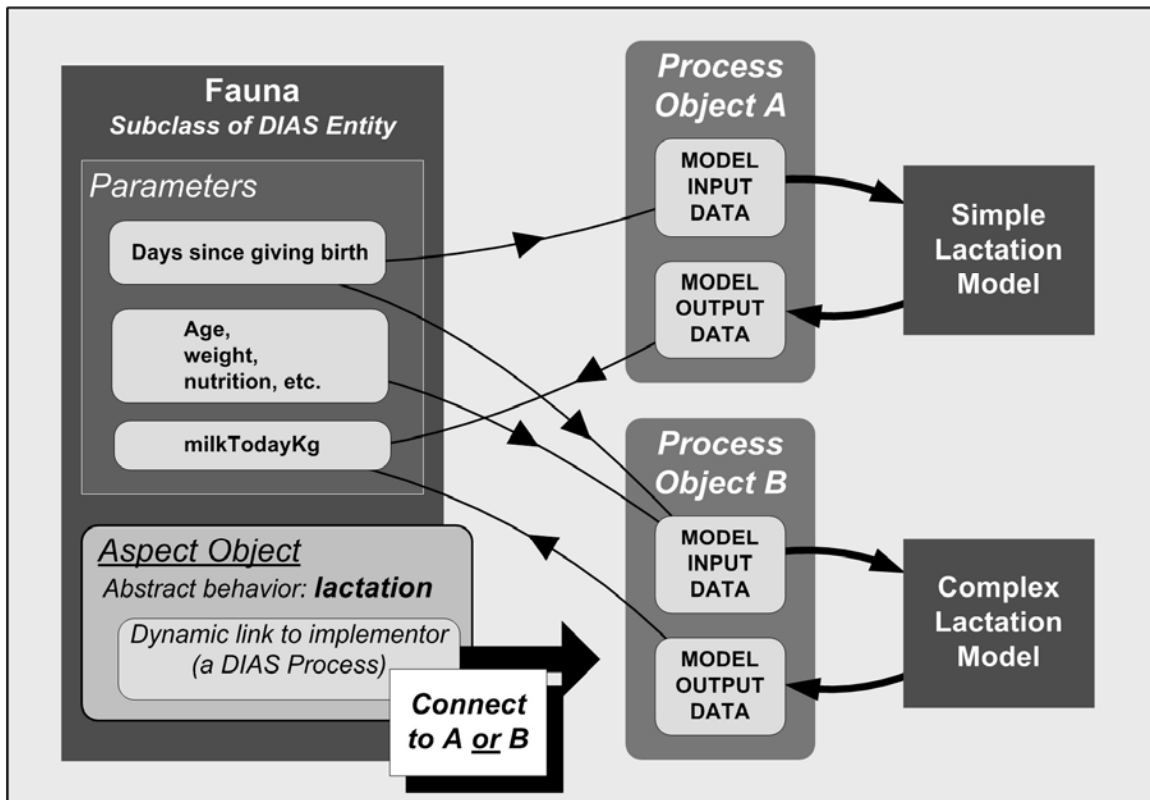 Fauna
Subclass of DIAS Entity
Parameters
Days since giving birth
Age,
weight,
nutrition, etc.
milkTodayKg
Aspect Object
Abstract behavior: lactation
Dynamic link to implementor
(a DIAS Process)
Connect
to A or B
Process
Object A
MODEL
INPUT
DATA
MODEL
OUTPUT
DATA
Simple
Lactation
Model
Process
Object B
MODEL
INPUT
DATA
MODEL
OUTPUT
DATA
Complex
Lactation
Model